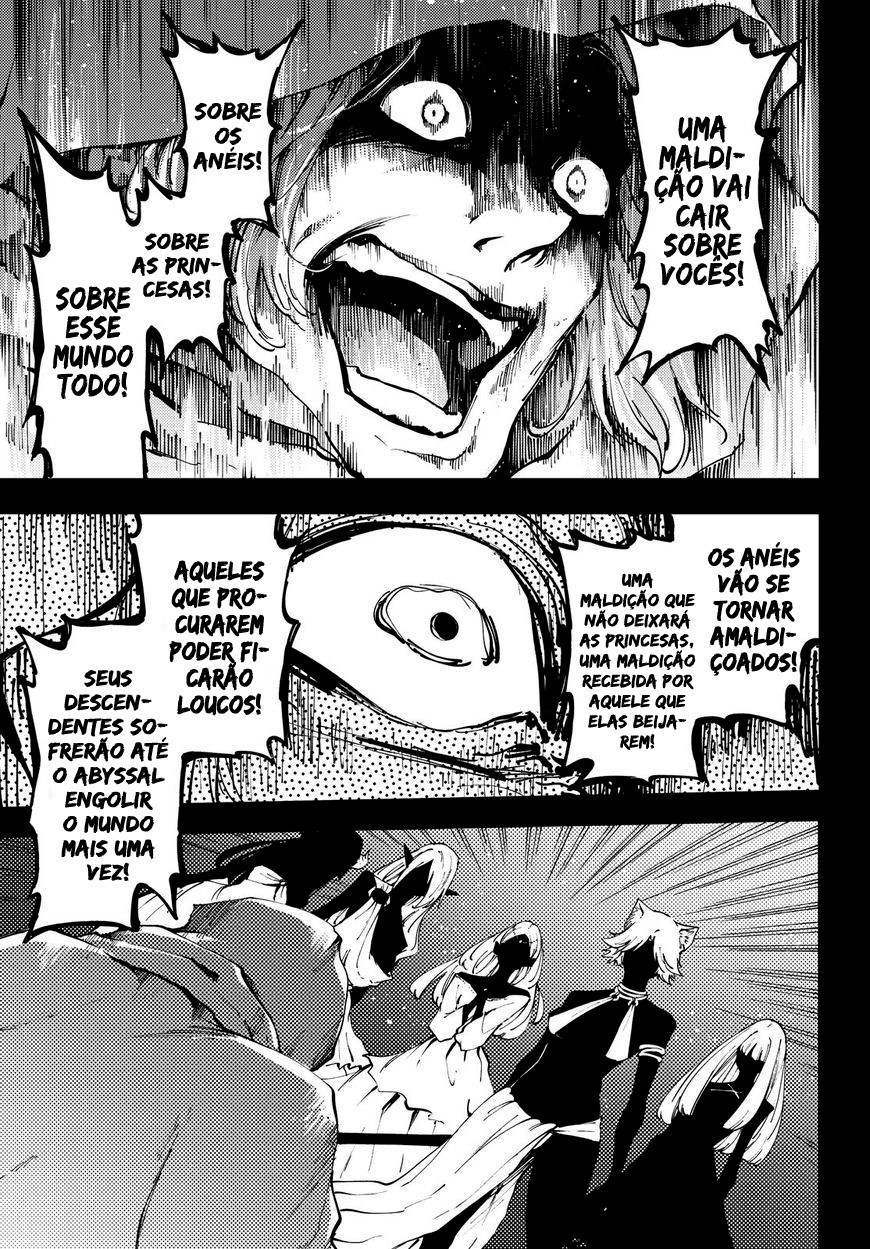 UMA
MALDI-
ÇÃO VAI
CAIR
SOBRE
VOCÊS!
SOBRE
OS
ANÉIS!
SOBRE
AS PRIN-
CESAS!
SOBRE
ESSE
MUNDO
TODO!
OS ANÉIS
VÃO SE
TORNAR
AMALDI-
ÇOADOS!
UMA
MALDIÇÃO QUE
NÃO DEIXARÁ
AS PRINCESAS,
UMA MALDIÇÃO
RECEBIDA POR
AQUELE QUE
ELAS BEIJA-
REM!
AQUELES
QUE PRO-
CURAREM
PODER FI-
CARÃO
LOUCOS!
SEUS
DESCEN-
DENTES SO-
FRERÃO ATÉ
O ABYSSAL
ENGOLIR
O MUNDO
MAIS UMA
VEZ!